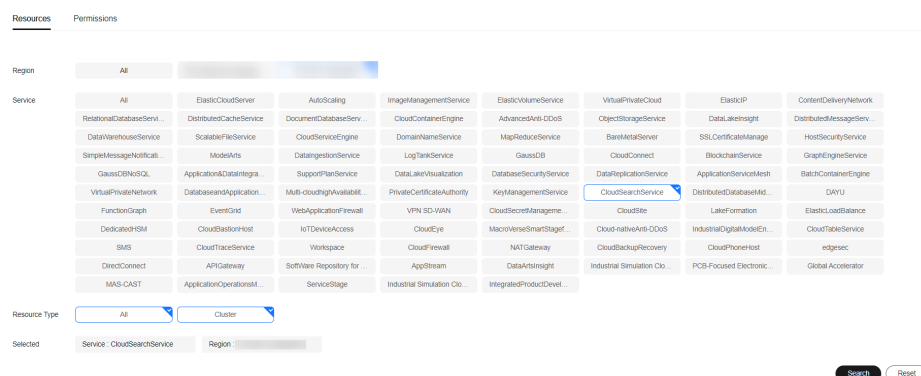 Resources Permissions
Region All
Service All ElasticCloudServer AutoScaling ImageManagementService ElasticVolumeService VirtualPrivateCloud ElasticIP ContentDeliveryNetwork
RelationalDatabaseServi... DistributedCacheService DocumentDatabaseServ... CloudContainerEngine AdvancedAnti-DDoS ObjectStorageService DataLakeInsight DistributedMessageServ...
DataWarehouseService ScalableFileService CloudServiceEngine DomainNameService MapReduceService BareMetalServer SSLCertificateManage HostSecurityService
SimpleMessageNotificati... ModelArts DataIngestionService LogTankService GaussDB CloudConnect BlockchainService GraphEngineService
GaussDBNoSQL Application&DataIntegra... SupportPlanService DataLakeVisualization DatabaseSecurityService DataReplicationService ApplicationServiceMesh BatchContainerEngine
VirtualPrivateNetwork DatabaseandApplication... Multi-cloudhighAvailabilit... PrivateCertificateAuthority KeyManagementService CloudSearchService DistributedDatabaseMid... DAYU
FunctionGraph EventGrid WebApplicationFirewall VPN SD-WAN CloudSecretManageme... CloudSite LakeFormation ElasticLoadBalance
DedicatedHSM CloudBastionHost IoTDeviceAccess CloudEye MacroVerseSmartStagef... Cloud-nativeAnti-DDoS IndustrialDigitalModelEn... CloudTableService
SMS CloudTraceService Workspace CloudFirewall NATGateway CloudBackupRecovery CloudPhoneHost edgesec
DirectConnect APIGateway SoftWare Repository for ... AppStream DataArtsInsight Industrial Simulation Clo... PCB-Focused Electronic... Global Accelerator
MAS-CAST ApplicationOperationsM... ServiceStage Industrial Simulation Clo... IntegratedProductDevel...
Resource Type All Cluster
Selected Service : CloudSearchService Region :
Search Reset